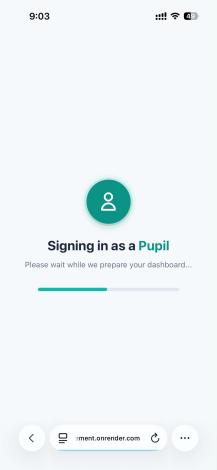 9:03
Signing in as a Pupil
Please wait while we prepare your dashboard...
ment.onrender.com